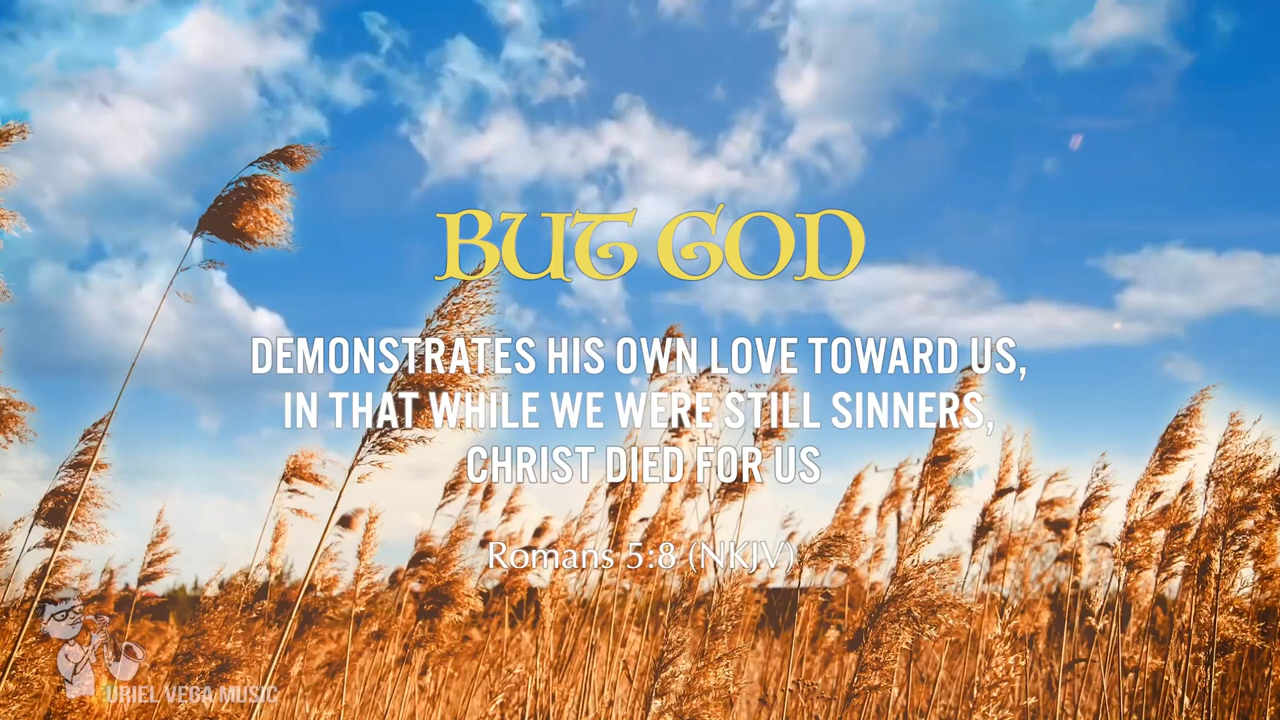 BUT GOD
DEMONSTRATES HIS OWN LOVE TOWARD US,
IN THAT WHILE WE WERE STILL SINNERS,
CHRIST DIED FOR US
Romans 5:8 (NKJV)
URIEL VEGA MUSIC